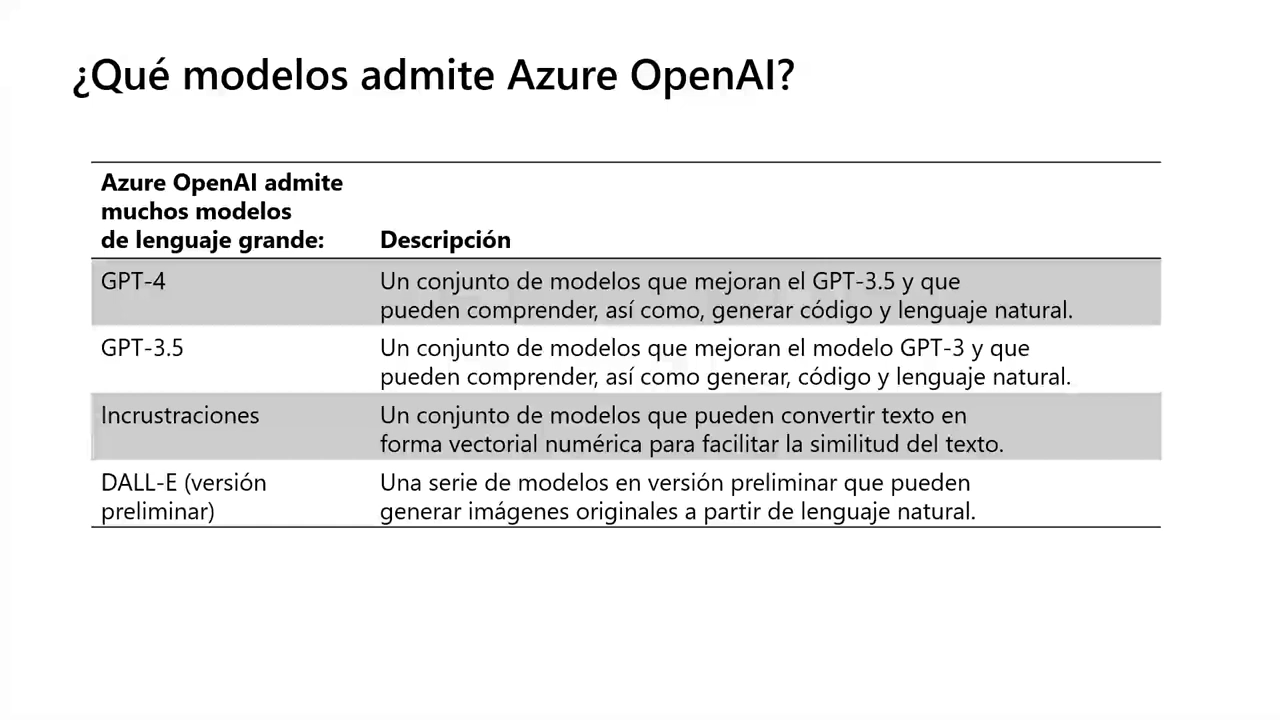 ¿Qué modelos admite Azure OpenAI?
Azure OpenAI admite
muchos modelos
de lenguaje grande:
Descripción
GPT-4
Un conjunto de modelos que mejoran el GPT-3.5 y que
pueden comprender, así como, generar código y lenguaje natural.
GPT-3.5
Un conjunto de modelos que mejoran el modelo GPT-3 y que
pueden comprender, así como generar, código y lenguaje natural.
Incrustraciones
Un conjunto de modelos que pueden convertir texto en
forma vectorial numérica para facilitar la similitud del texto.
DALL-E (versión
preliminar)
Una serie de modelos en versión preliminar que pueden
generar imágenes originales a partir de lenguaje natural.